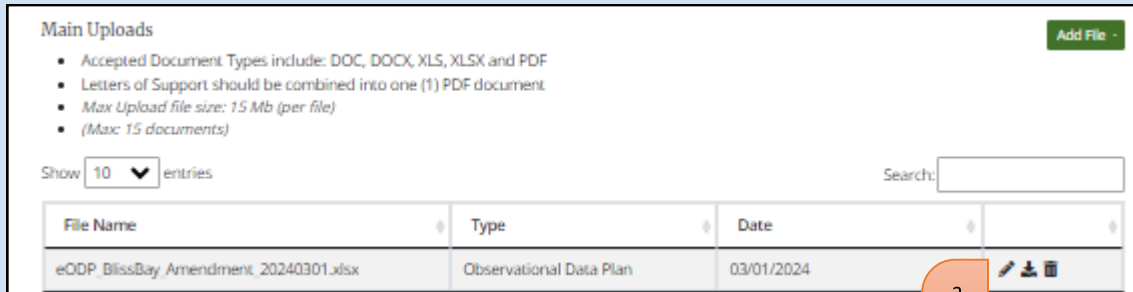 Main Uploads
Add File
Accepted Document Types include: DOC, DOCX, XLS, XLSX and PDF
Letters of Support should be combined into one (1) PDF document
Max Upload file size: 15 Mb (per file)
(Max: 15 documents)
Show 10 entries
Search:
File Name Type Date
eODP_BlissBay_Amendment_20240301.xlsx Observational Data Plan 03/01/2024